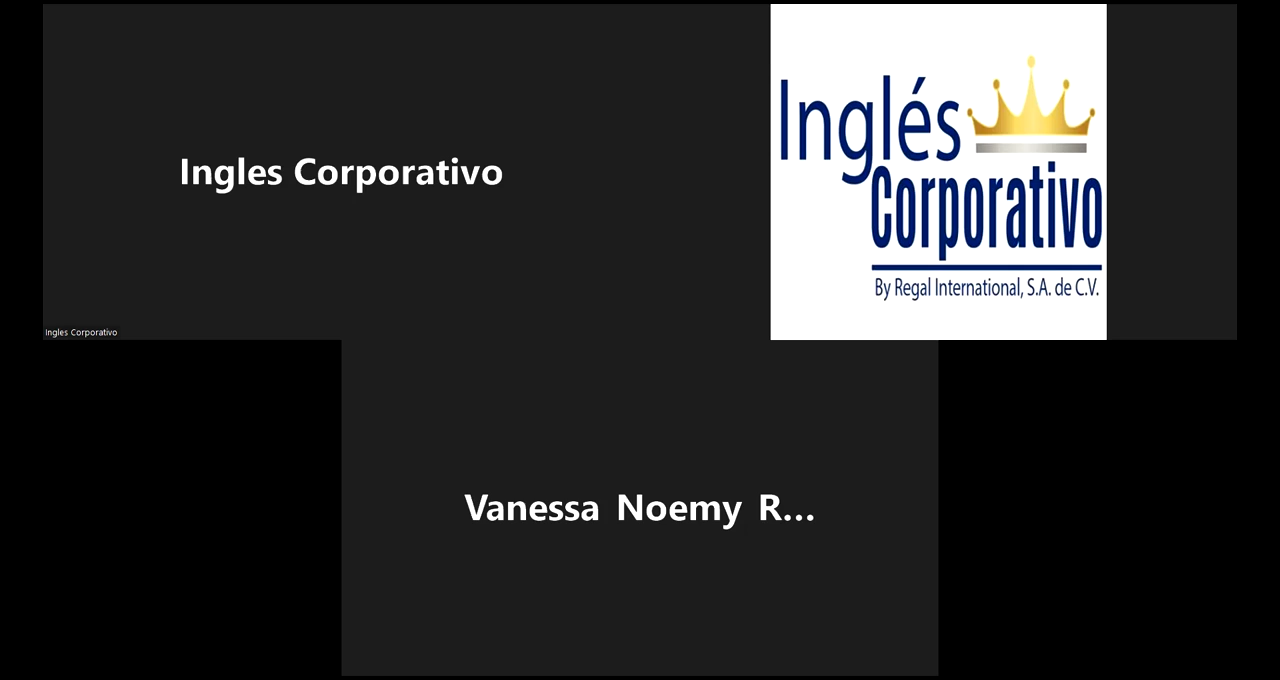 Ingles Corporativo
Ingles Corporativo
Inglés
Corporativo
By Regal International, S.A. de C.V.
Vanessa Noemy R...